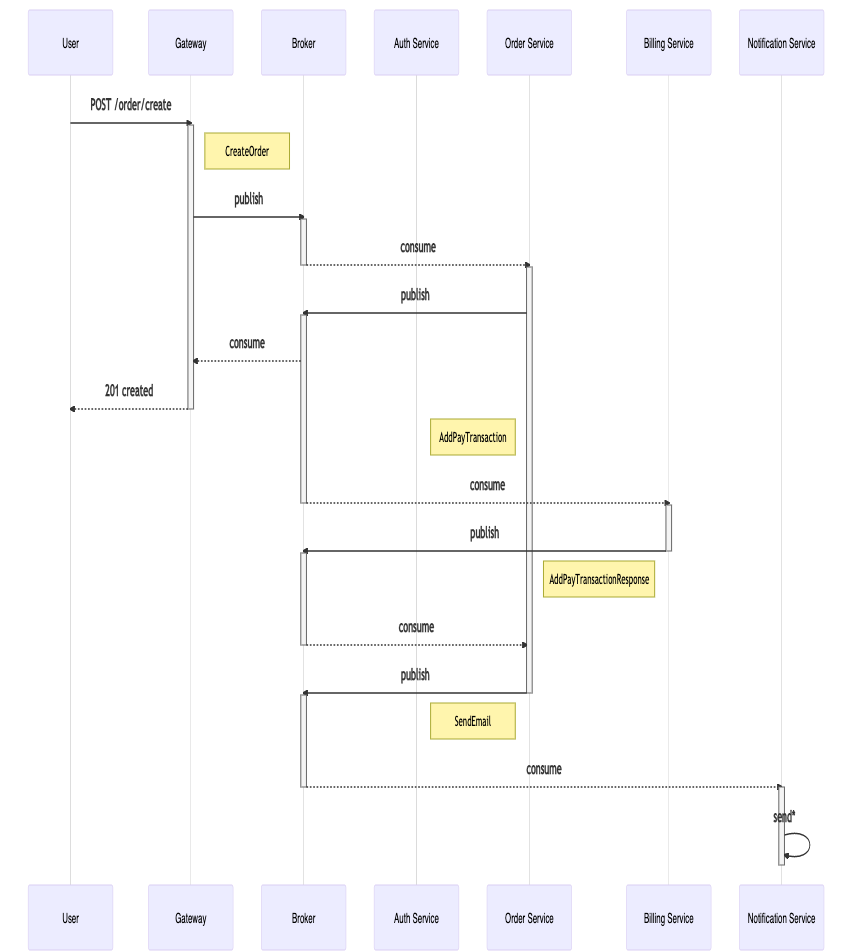 User Gateway Broker Auth Service Order Service Billing Service Notification Service
POST /order/create
CreateOrder
publish
consume
publish
consume
201 created
AddPayTransaction
consume
publish
AddPayTransactionResponse
consume
publish
SendEmail
consume
send*
User Gateway Broker Auth Service Order Service Billing Service Notification Service